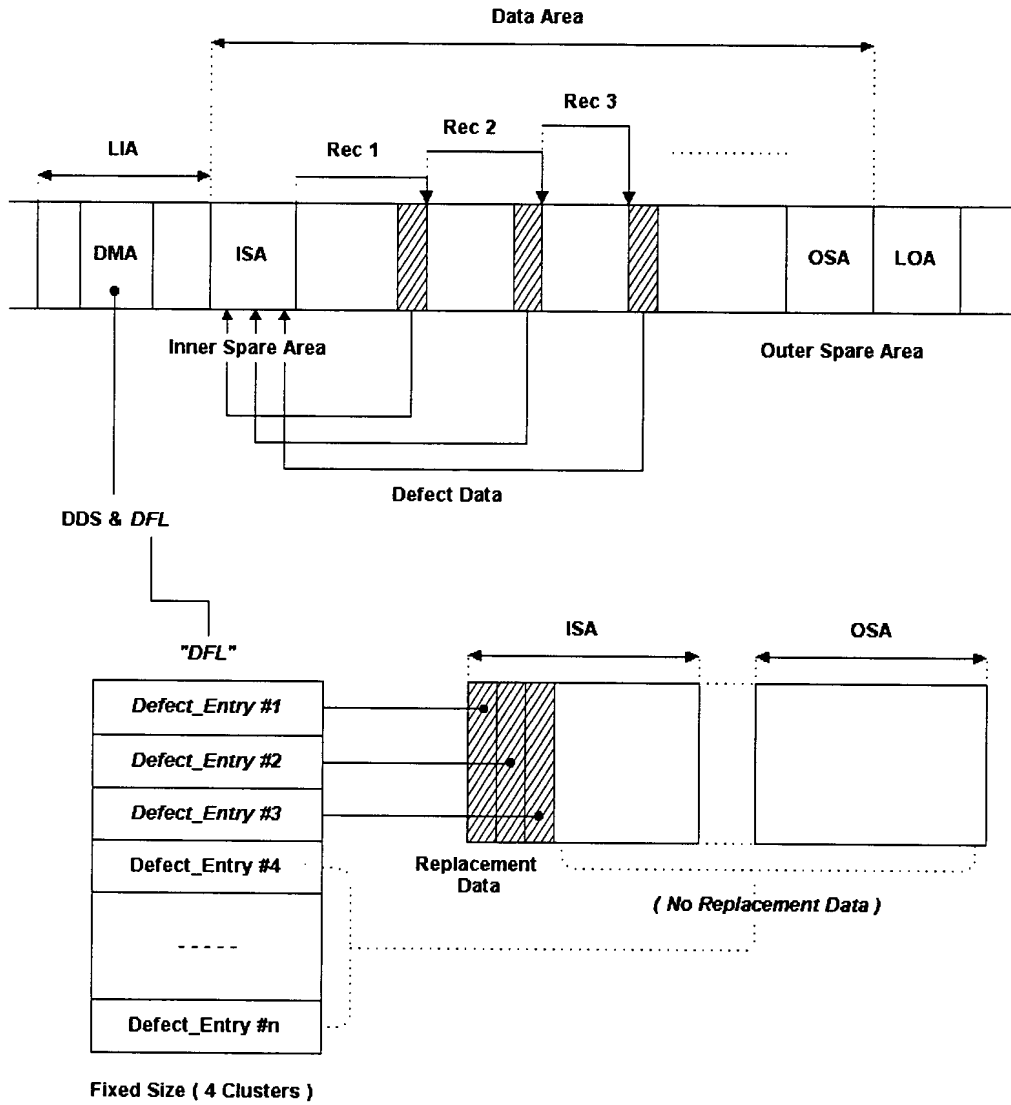 Data Area
Rec 3
Rec 2
Rec 1
LIA
............
DMA
ISA
OSA
LOA
Inner Spare Area
Outer Spare Area
Defect Data
DDS & DFL
"DFL"
ISA
OSA
Defect_Entry #1
Defect_Entry #2
Defect_Entry #3
Defect_Entry #4
Replacement
Data
( No Replacement Data )
-----
Defect_Entry #n
Fixed Size ( 4 Clusters )